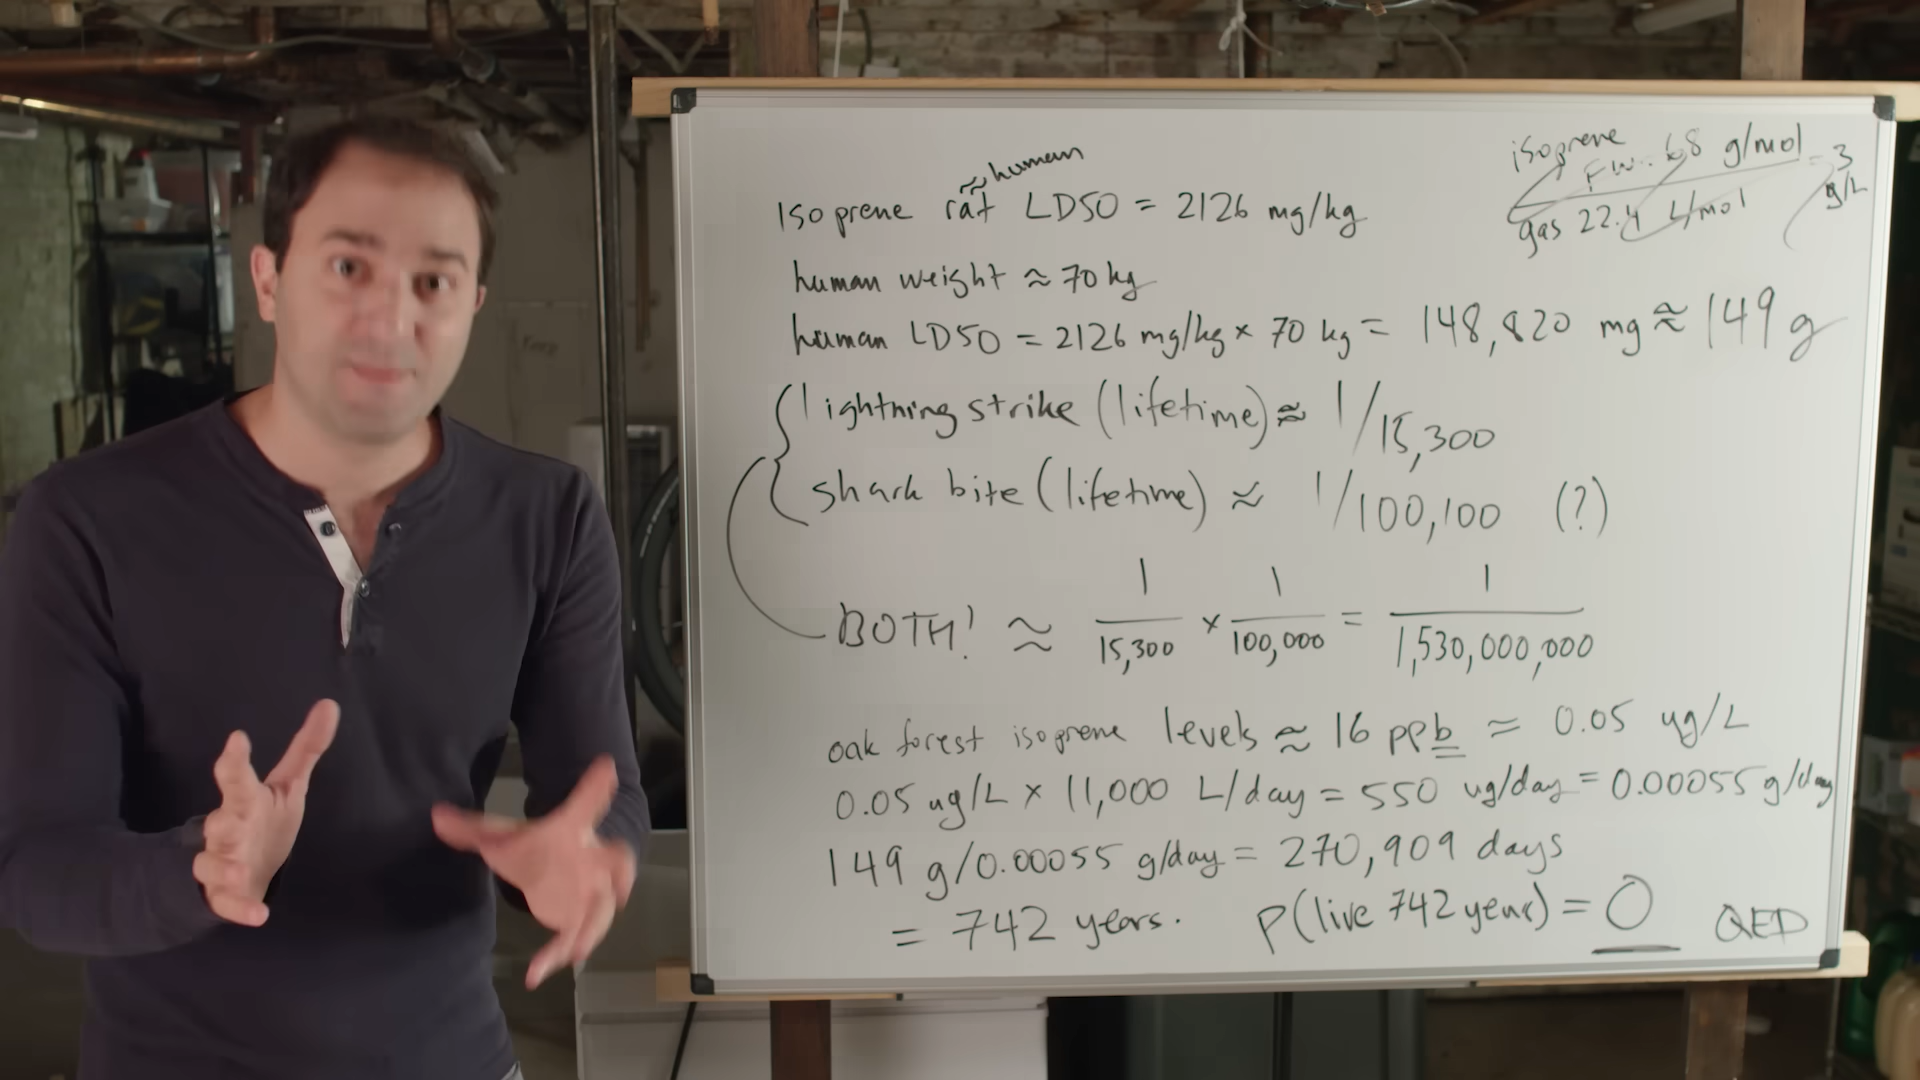 isoprene
FW. 68 g/mol
gas 22.4 L/mol
= 3 g/L
≈ human
Isoprene rat LD50 = 2126 mg/kg
human weight ≈ 70 kg
human LD50 = 2126 mg/kg × 70 kg = 148,820 mg ≈ 149 g
lightning strike (lifetime) ≈ 1/15,300
shark bite (lifetime) ≈ 1/100,100 (?)
BOTH! ≈ 1/15,300 × 1/100,000 = 1/1,530,000,000
oak forest isoprene levels ≈ 16 ppb ≈ 0.05 ug/L
0.05 ug/L × 11,000 L/day = 550 ug/day = 0.00055 g/day
149 g/0.00055 g/day = 270,909 days
= 742 years. P(live 742 years) = 0 QED